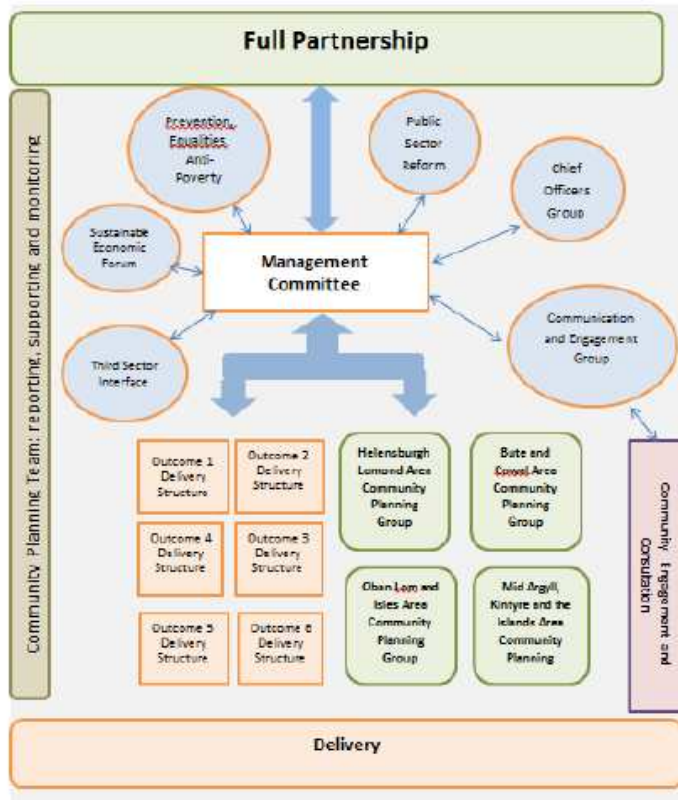 Full Partnership
Community Planning Team: reporting, supporting and monitoring
Prevention,
Equalities
Anti-
Poverty
Public
Sector
Reform
Chief
Officers
Group
Sustainable
Economic
Forum
Management
Committee
Third Sector
Interface
Communication
and Engagement
Group
Outcome 1
Delivery
Structure
Outcome 2
Delivery
Structure
Helensburgh
Lomond Area
Community
Planning
Group
Bute and
Cowal Area
Community
Planning
Group
Outcome 4
Delivery
Structure
Outcome 3
Delivery
Structure
Oban Lorn and
Isles Area
Community
Planning
Group
Mid Argyll,
Kintyre and the
Islands Area
Community
Planning
Outcome 5
Delivery
Structure
Outcome 6
Delivery
Structure
Community Engagement and
Consultation
Delivery